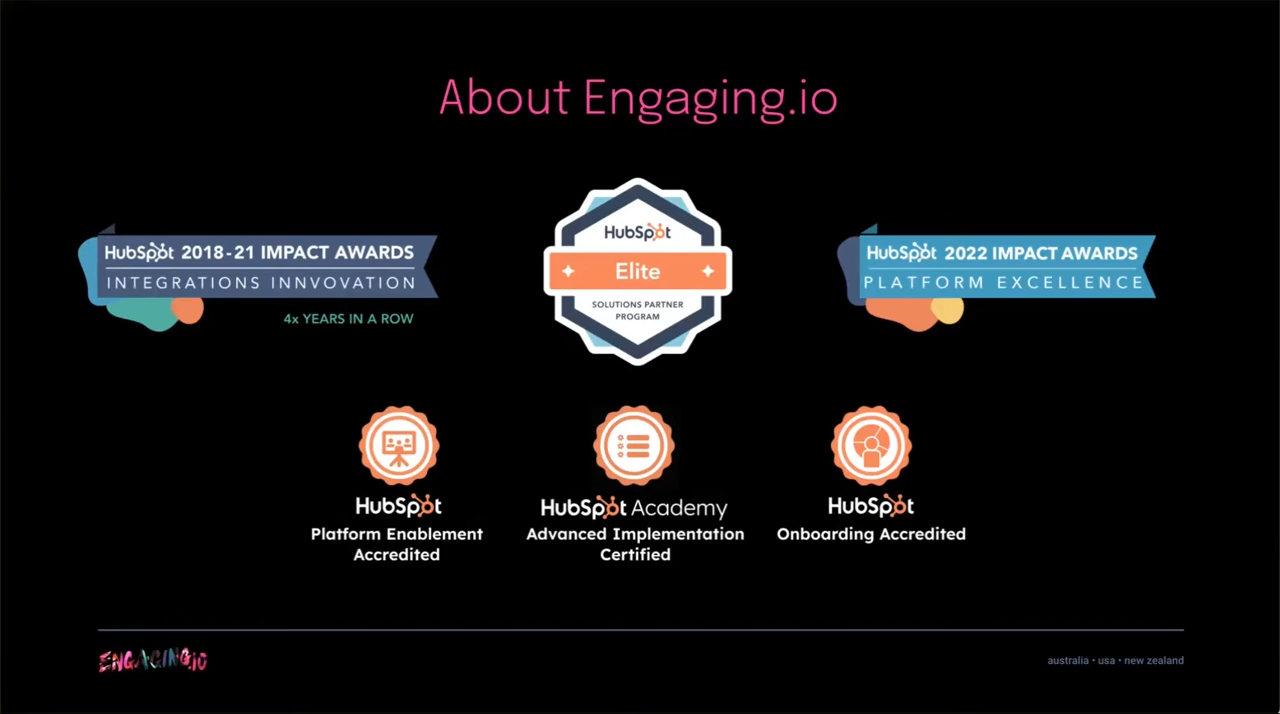 About Engaging.io
HubSpot 2018-21 IMPACT AWARDS
INTEGRATIONS INNVOVATION
4x YEARS IN A ROW
HubSpot
Elite
SOLUTIONS PARTNER
PROGRAM
HubSpot 2022 IMPACT AWARDS
PLATFORM EXCELLENCE
HubSpot
Platform Enablement
Accredited
HubSpot Academy
Advanced Implementation
Certified
HubSpot
Onboarding Accredited
ENGAGING.IO
australia • usa • new zealand